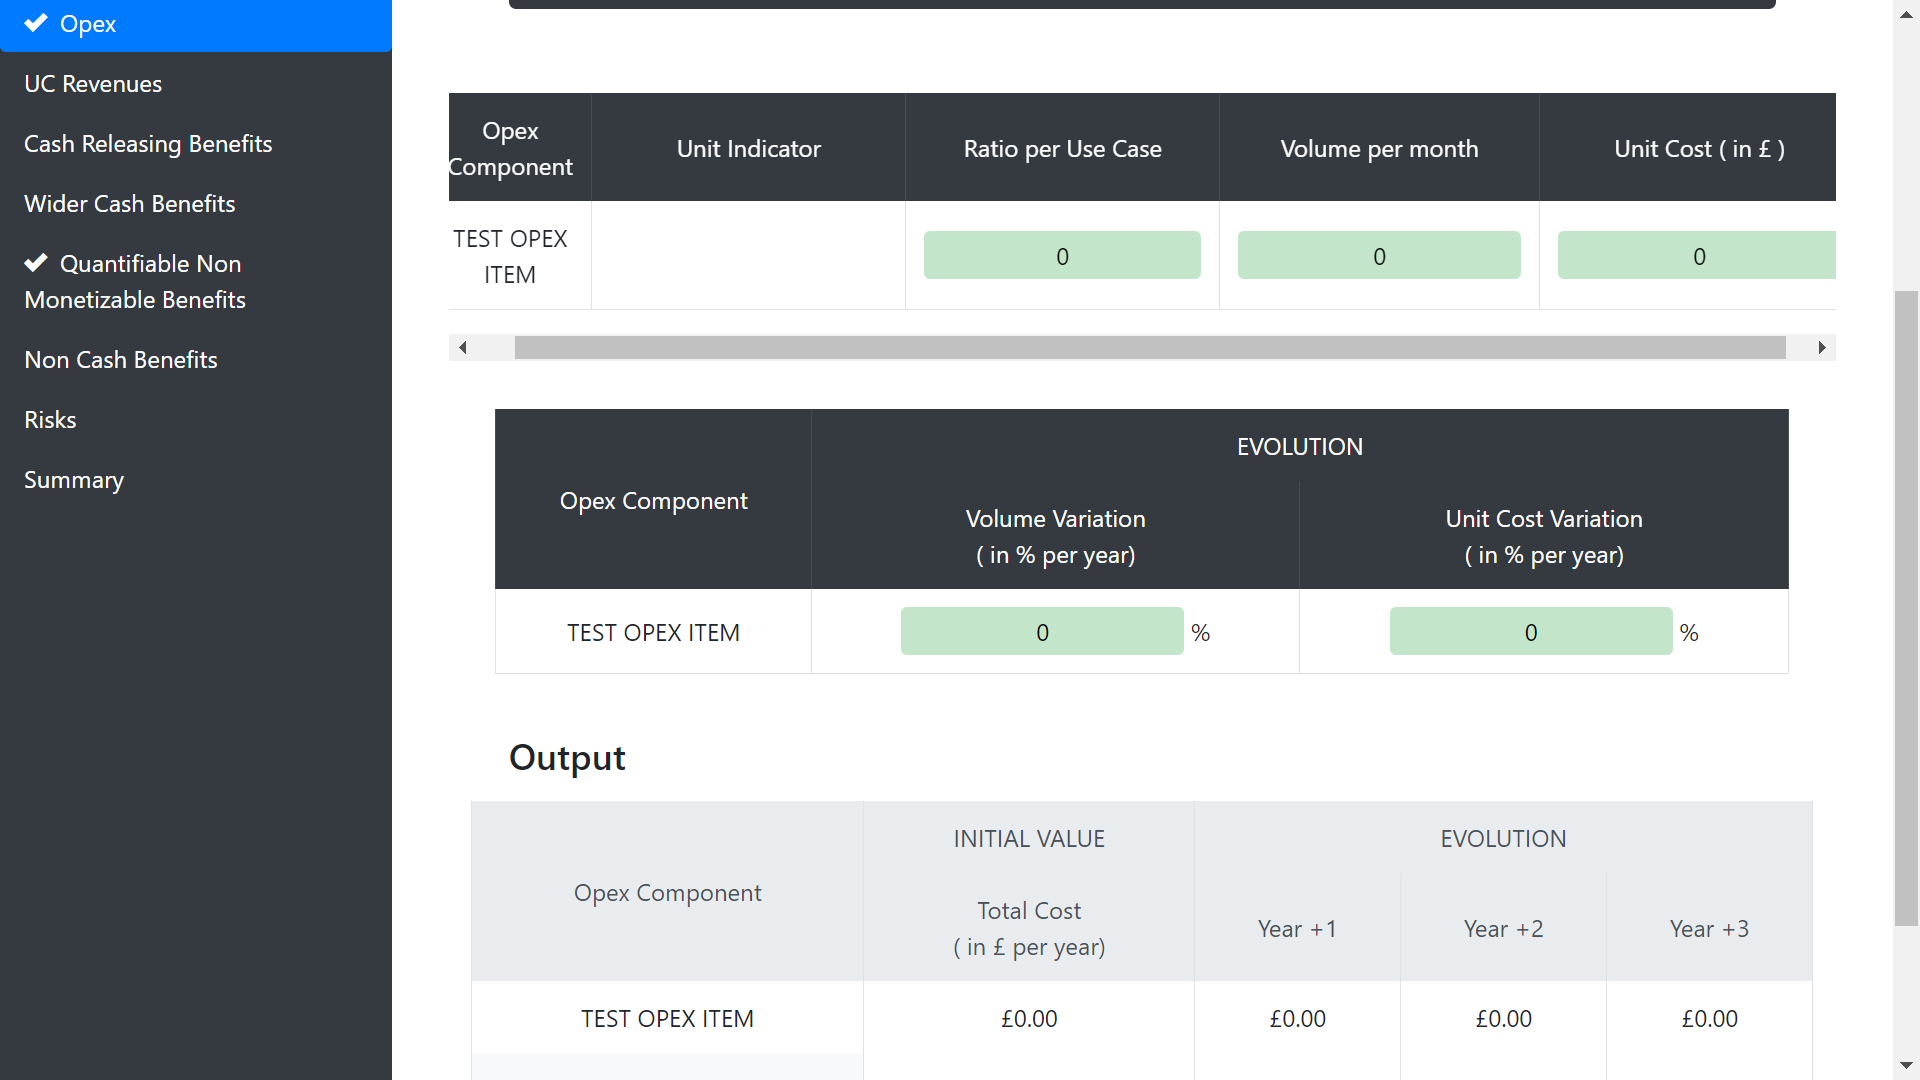 Opex
UC Revenues
Cash Releasing Benefits
Wider Cash Benefits
Quantifiable Non
Monetizable Benefits
Non Cash Benefits
Risks
Summary
Opex
Component
Unit Indicator
Ratio per Use Case
Volume per month
Unit Cost ( in £ )
TEST OPEX
ITEM
0
0
0
Opex Component
EVOLUTION
Volume Variation
( in % per year)
Unit Cost Variation
( in % per year)
TEST OPEX ITEM
0 %
0 %
Output
Opex Component
INITIAL VALUE
EVOLUTION
Total Cost
( in £ per year)
Year +1
Year +2
Year +3
TEST OPEX ITEM
£0.00
£0.00
£0.00
£0.00